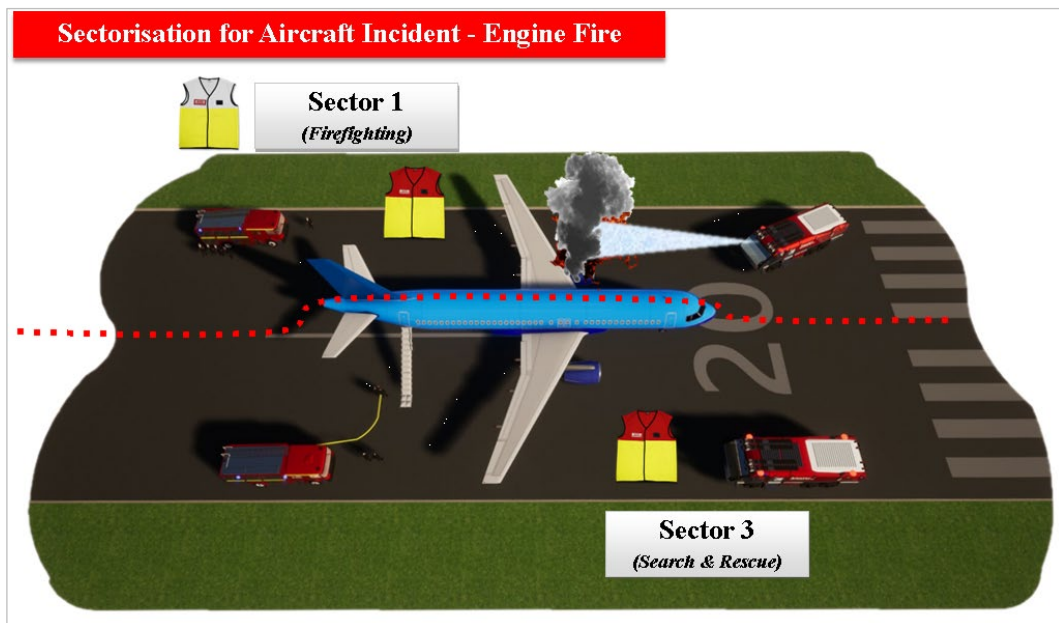 Sectorisation for Aircraft Incident - Engine Fire
Sector 1
(Firefighting)
20
Sector 3
(Search & Rescue)